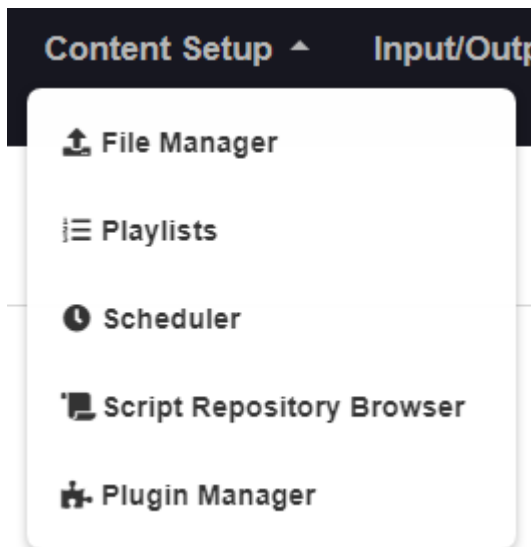 Content Setup Input/Outp
File Manager
Playlists
Scheduler
Script Repository Browser
Plugin Manager